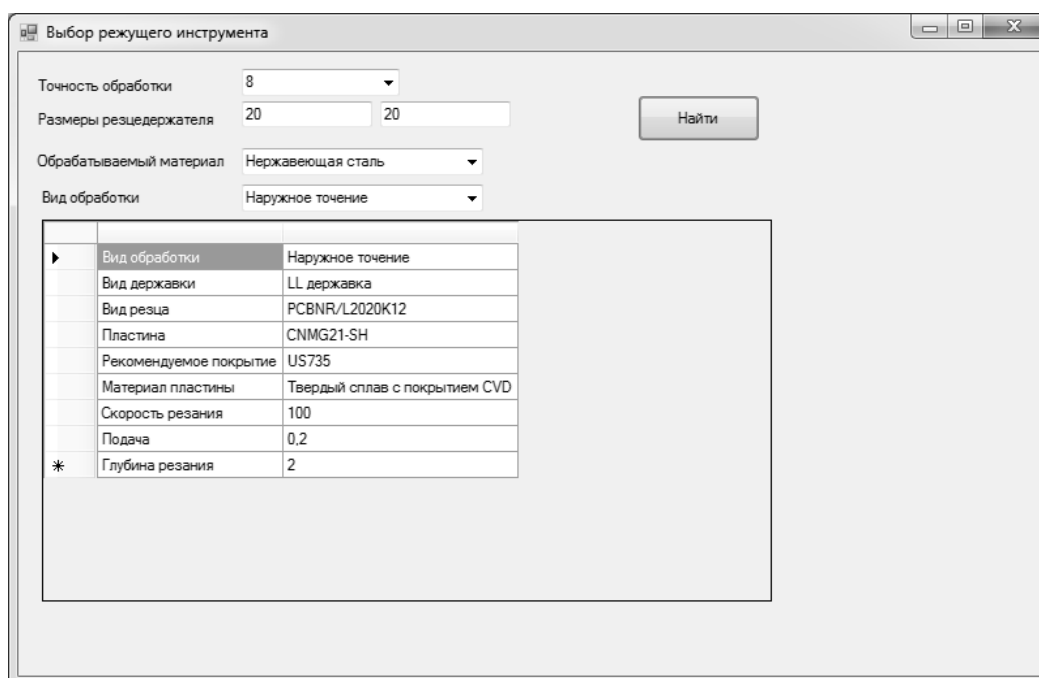 Выбор режущего инструмента
Точность обработки 8
Размеры резцедержателя 20 20
Найти
Обрабатываемый материал Нержавеющая сталь
Вид обработки Наружное точение
Вид обработки Наружное точение
Вид державки LL державка
Вид резца PCBNR/L2020K12
Пластина CNMG21-SH
Рекомендуемое покрытие US735
Материал пластины Твердый сплав с покрытием CVD
Скорость резания 100
Подача 0,2
Глубина резания 2